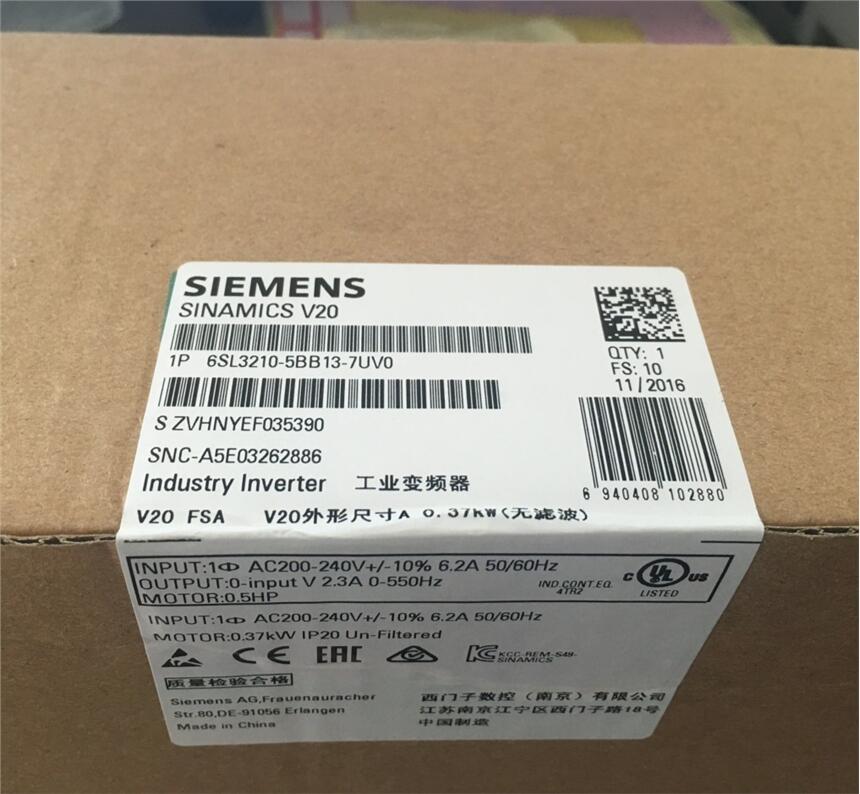 SIEMENS
SINAMICS V20
1P 6SL3210-5BB13-7UV0
S ZVHNYEF035390
SNC-A5E03262886
Industry Inverter 工业变频器
V20 FSA V20外形尺寸A 0.37kW(无滤波)
QTY: 1
FS: 10
11/2016
6 940408 102880
INPUT:1Φ AC200-240V+/-10% 6.2A 50/60Hz
OUTPUT:0-input V 2.3A 0-550Hz
MOTOR:0.5HP
IND.CONT.EQ.
4TR2
C UL US
LISTED
INPUT:1Φ AC200-240V+/-10% 6.2A 50/60Hz
MOTOR:0.37kW IP20 Un-Filtered
CE EAC KCC-REM-S49-
SINAMICS
质量检验合格
Siemens AG,Frauenauracher
Str.80,DE-91056 Erlangen
Made in China
西门子数控（南京）有限公司
江苏南京江宁区西门子路18号
中国制造